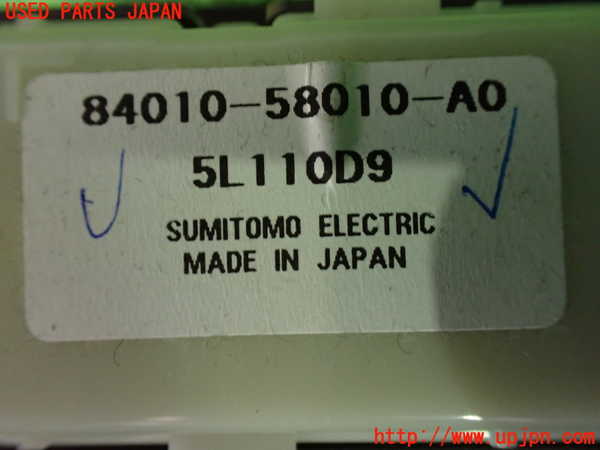 USED PARTS JAPAN
84010-58010-A0
5L110D9
SUMITOMO ELECTRIC
MADE IN JAPAN
http://www.upjpn.com